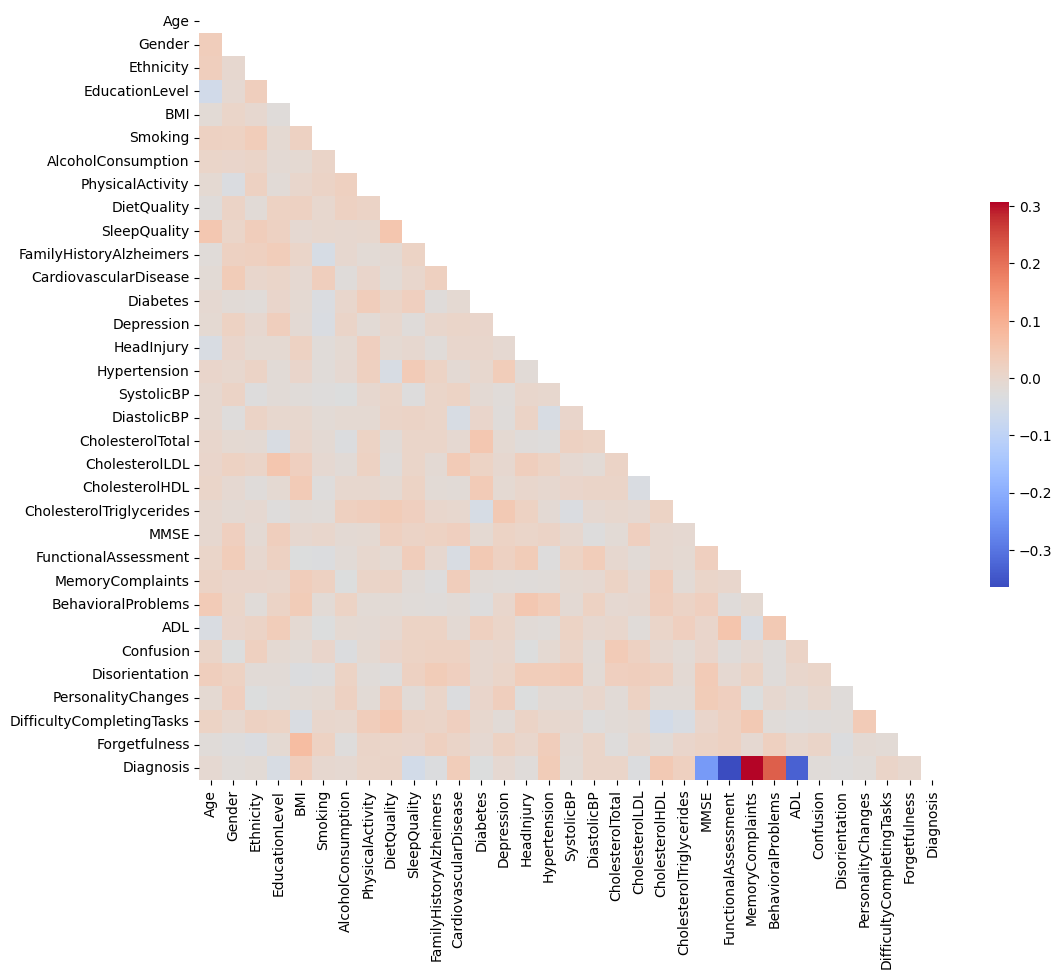 Age
Gender
Ethnicity
EducationLevel
BMI
Smoking
AlcoholConsumption
PhysicalActivity
DietQuality
SleepQuality
FamilyHistoryAlzheimers
CardiovascularDisease
Diabetes
Depression
HeadInjury
Hypertension
SystolicBP
DiastolicBP
CholesterolTotal
CholesterolLDL
CholesterolHDL
CholesterolTriglycerides
MMSE
FunctionalAssessment
MemoryComplaints
BehavioralProblems
ADL
Confusion
Disorientation
PersonalityChanges
DifficultyCompletingTasks
Forgetfulness
Diagnosis
Age
Gender
Ethnicity
EducationLevel
BMI
Smoking
AlcoholConsumption
PhysicalActivity
DietQuality
SleepQuality
FamilyHistoryAlzheimers
CardiovascularDisease
Diabetes
Depression
HeadInjury
Hypertension
SystolicBP
DiastolicBP
CholesterolTotal
CholesterolLDL
CholesterolHDL
CholesterolTriglycerides
MMSE
FunctionalAssessment
MemoryComplaints
BehavioralProblems
ADL
Confusion
Disorientation
PersonalityChanges
DifficultyCompletingTasks
Forgetfulness
Diagnosis
0.3
0.2
0.1
0.0
−0.1
−0.2
−0.3